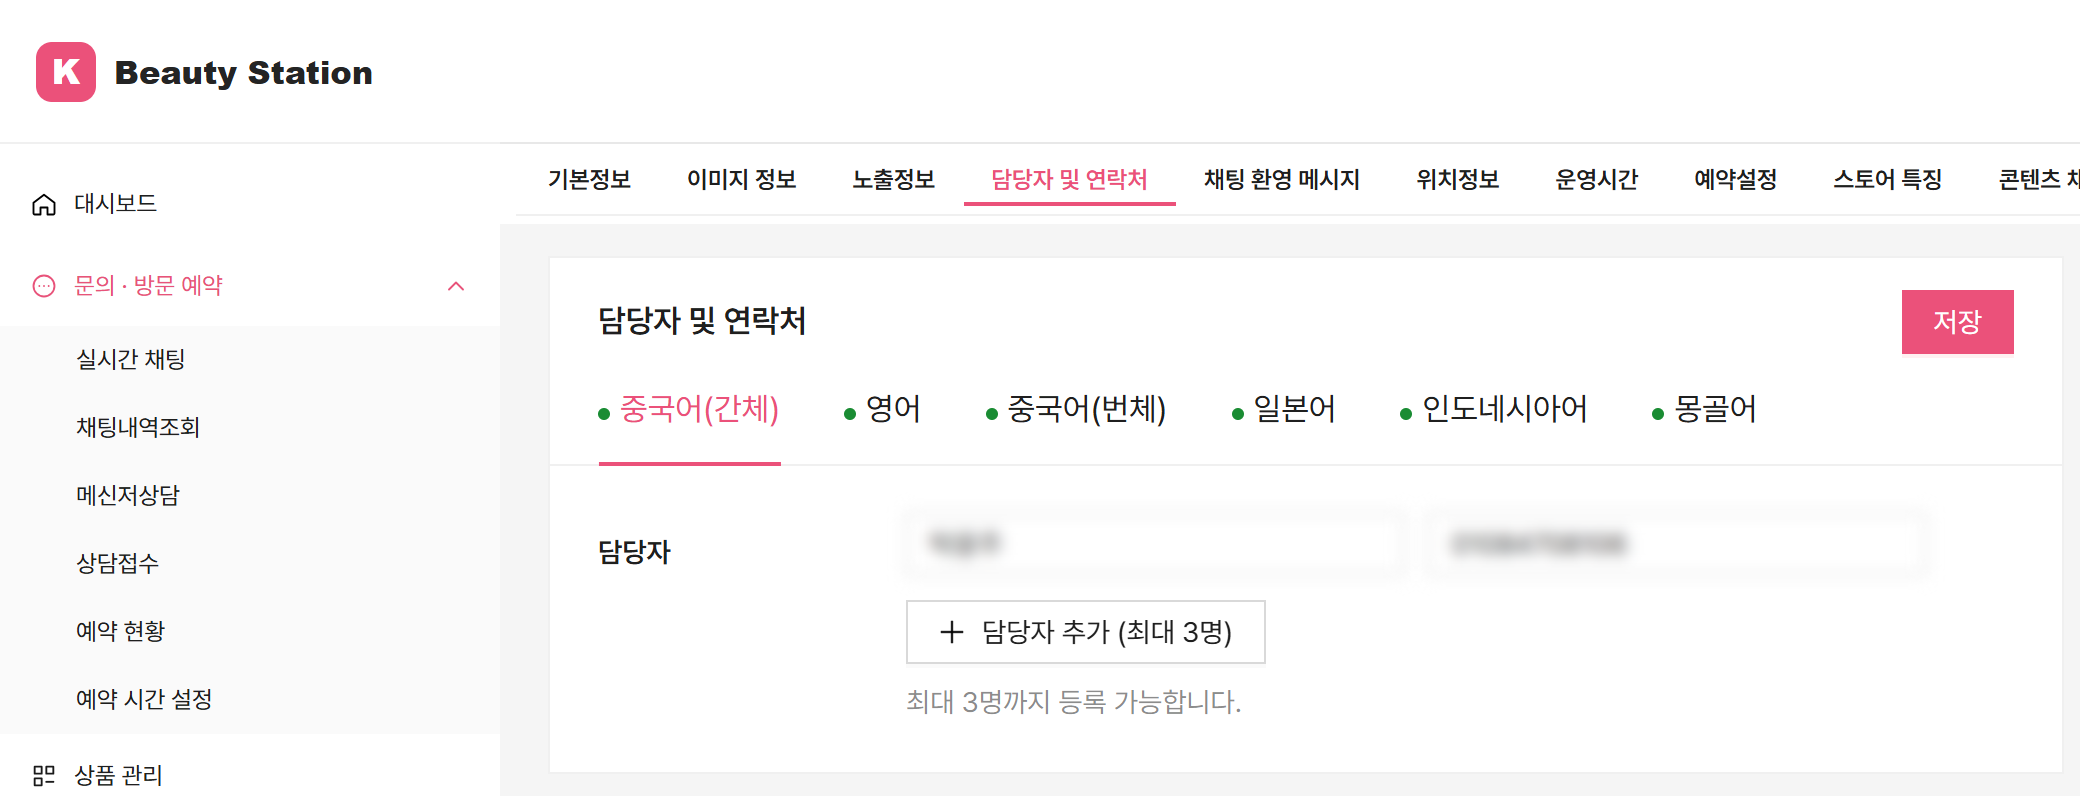 K Beauty Station
대시보드
문의 · 방문 예약
실시간 채팅
채팅내역조회
메신저상담
상담접수
예약 현황
예약 시간 설정
상품 관리
기본정보 이미지 정보 노출정보 담당자 및 연락처 채팅 환영 메시지 위치정보 운영시간 예약설정 스토어 특징 콘텐츠
담당자 및 연락처
저장
중국어(간체) 영어 중국어(번체) 일본어 인도네시아어 몽골어
담당자
담당자 추가 (최대 3명)
최대 3명까지 등록 가능합니다.